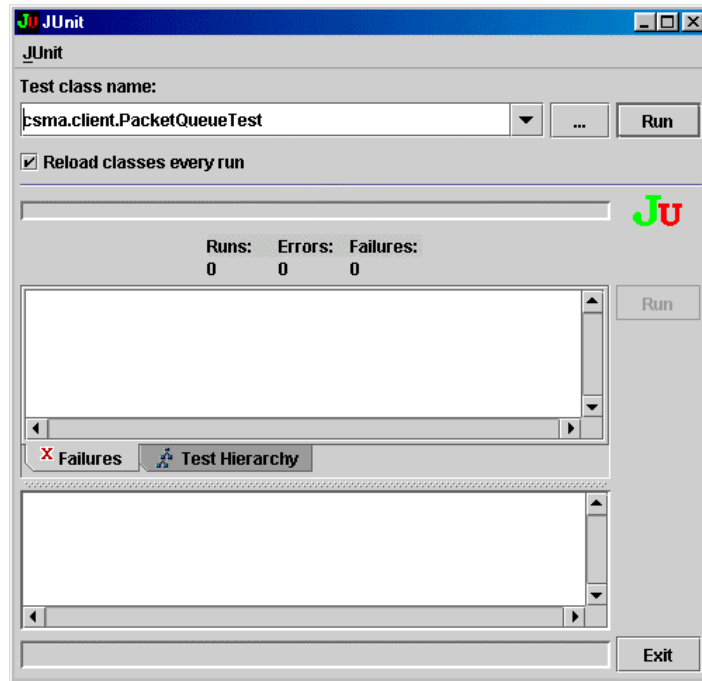 JU JUnit
JUnit
Test class name:
csma.client.PacketQueueTest ... Run
Reload classes every run
JU
Runs: Errors: Failures:
0 0 0
Run
X Failures Test Hierarchy
Exit